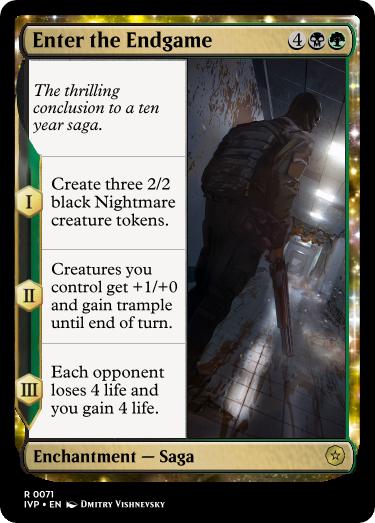 Enter the Endgame 4
The thrilling
conclusion to a ten
year saga.
I
Create three 2/2
black Nightmare
creature tokens.
II
Creatures you
control get +1/+0
and gain trample
until end of turn.
III
Each opponent
loses 4 life and
you gain 4 life.
Enchantment — Saga
R 0071
IVP • EN Dmitry Vishnevsky